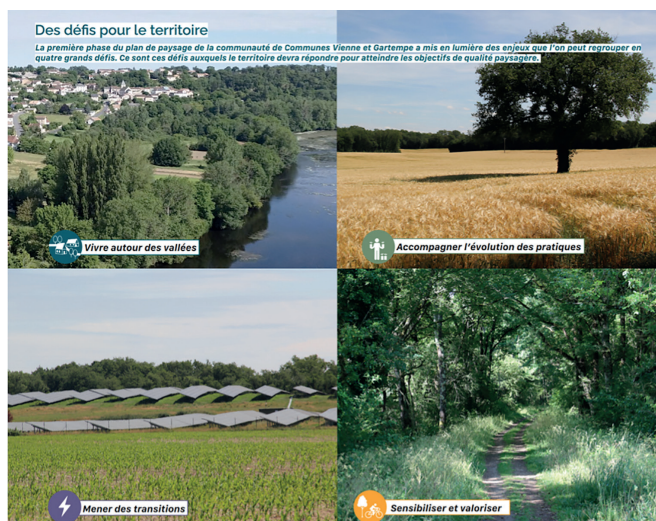 Des défis pour le territoire
La première phase du plan de paysage de la communauté de Communes Vienne et Gartempe a mis en lumière des enjeux que l'on peut regrouper en
quatre grands défis. Ce sont ces défis auxquels le territoire devra répondre pour atteindre les objectifs de qualité paysagère.
Vivre autour des vallées
Accompagner l'évolution des pratiques
Mener des transitions
Sensibiliser et valoriser